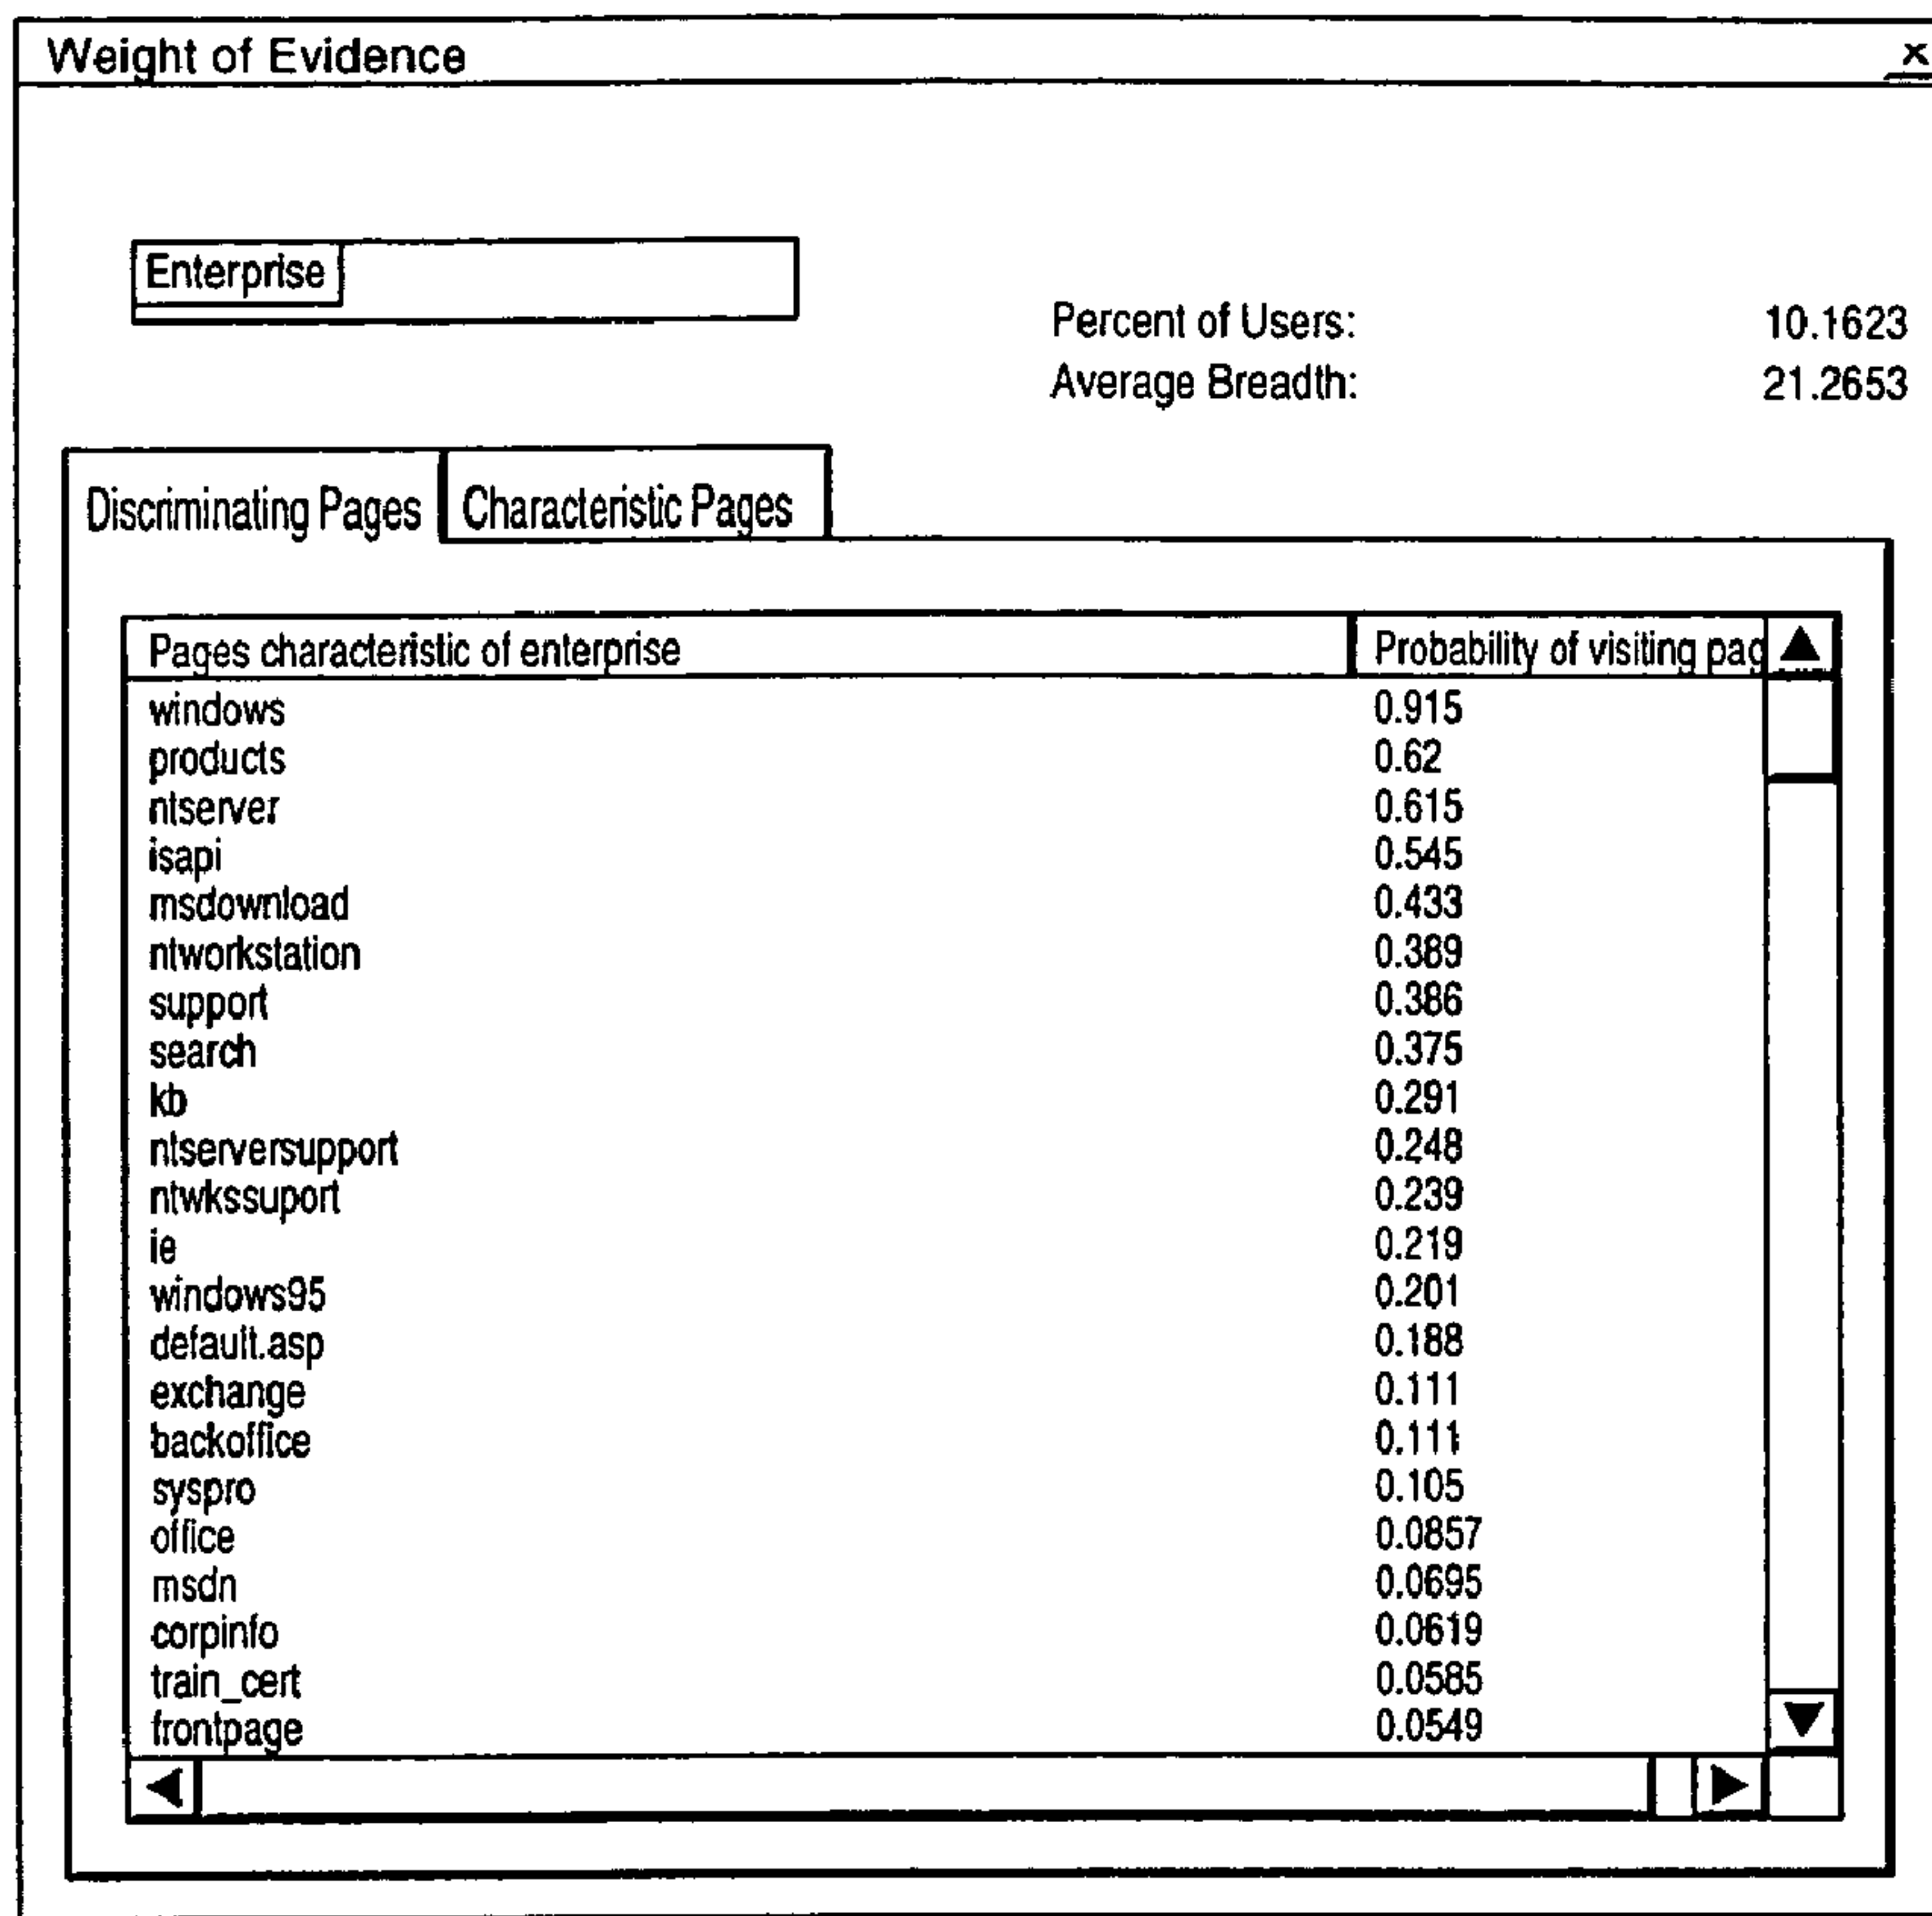 Weight of Evidence x
Enterprise
Percent of Users: 10.1623
Average Breadth: 21.2653
Discriminating Pages Characteristic Pages
Pages characteristic of enterprise Probability of visiting pag
windows 0.915
products 0.62
ntserver 0.615
isapi 0.545
msdownload 0.433
ntworkstation 0.389
support 0.386
search 0.375
kb 0.291
ntserversupport 0.248
ntwkssuport 0.239
ie 0.219
windows95 0.201
default.asp 0.188
exchange 0.111
backoffice 0.111
syspro 0.105
office 0.0857
msdn 0.0695
corpinfo 0.0619
train_cert 0.0585
frontpage 0.0549